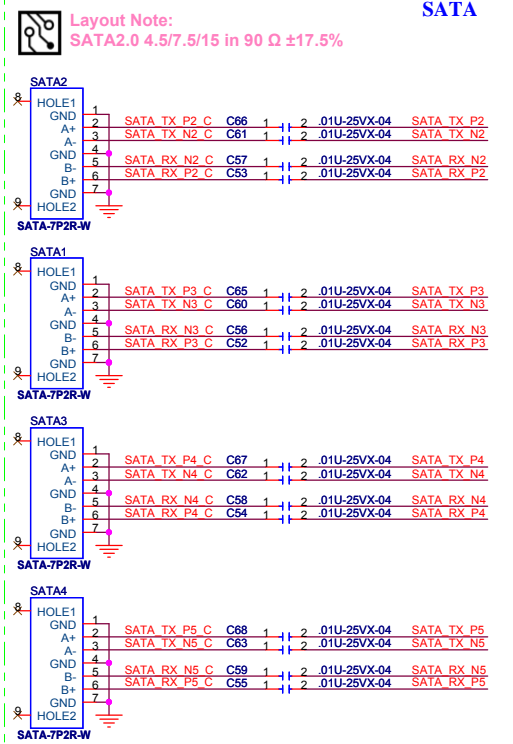 SATA
Layout Note:
SATA2.0 4.5/7.5/15 in 90 Ω ±17.5%
SATA2
8 HOLE1
GND 1
A+ 2 SATA_TX_P2_C C66 1 2 .01U-25VX-04 SATA_TX_P2
A- 3 SATA_TX_N2_C C61 1 2 .01U-25VX-04 SATA_TX_N2
GND 4
B- 5 SATA_RX_N2_C C57 1 2 .01U-25VX-04 SATA_RX_N2
B+ 6 SATA_RX_P2_C C53 1 2 .01U-25VX-04 SATA_RX_P2
GND 7
9 HOLE2
SATA-7P2R-W
SATA1
8 HOLE1
GND 1
A+ 2 SATA_TX_P3_C C65 1 2 .01U-25VX-04 SATA_TX_P3
A- 3 SATA_TX_N3_C C60 1 2 .01U-25VX-04 SATA_TX_N3
GND 4
B- 5 SATA_RX_N3_C C56 1 2 .01U-25VX-04 SATA_RX_N3
B+ 6 SATA_RX_P3_C C52 1 2 .01U-25VX-04 SATA_RX_P3
GND 7
9 HOLE2
SATA-7P2R-W
SATA3
8 HOLE1
GND 1
A+ 2 SATA_TX_P4_C C67 1 2 .01U-25VX-04 SATA_TX_P4
A- 3 SATA_TX_N4_C C62 1 2 .01U-25VX-04 SATA_TX_N4
GND 4
B- 5 SATA_RX_N4_C C58 1 2 .01U-25VX-04 SATA_RX_N4
B+ 6 SATA_RX_P4_C C54 1 2 .01U-25VX-04 SATA_RX_P4
GND 7
9 HOLE2
SATA-7P2R-W
SATA4
8 HOLE1
GND 1
A+ 2 SATA_TX_P5_C C68 1 2 .01U-25VX-04 SATA_TX_P5
A- 3 SATA_TX_N5_C C63 1 2 .01U-25VX-04 SATA_TX_N5
GND 4
B- 5 SATA_RX_N5_C C59 1 2 .01U-25VX-04 SATA_RX_N5
B+ 6 SATA_RX_P5_C C55 1 2 .01U-25VX-04 SATA_RX_P5
GND 7
9 HOLE2
SATA-7P2R-W